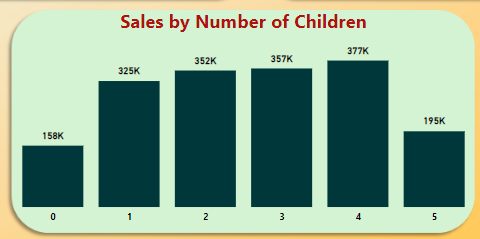 Sales by Number of Children
158K
325K
352K
357K
377K
195K
0 1 2 3 4 5